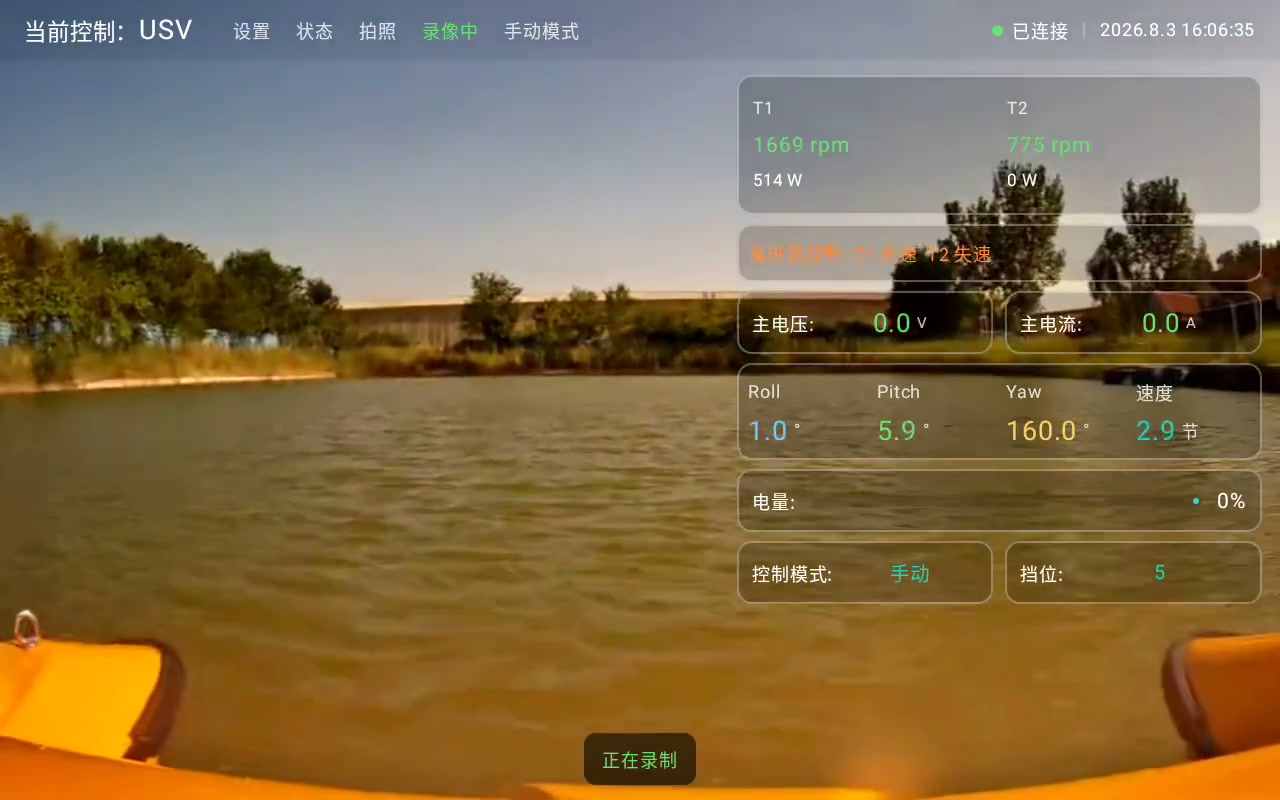 当前控制: USV 设置 状态 拍照 录像中 手动模式 已连接 2026.8.3 16:06:35
T1 T2
1669 rpm 775 rpm
514 W 0 W
T1 失速 T2 失速
主电压: 0.0 V 主电流: 0.0 A
Roll Pitch Yaw 速度
1.0 ° 5.9 ° 160.0 ° 2.9 节
电量: 0%
控制模式: 手动 挡位: 5
正在录制